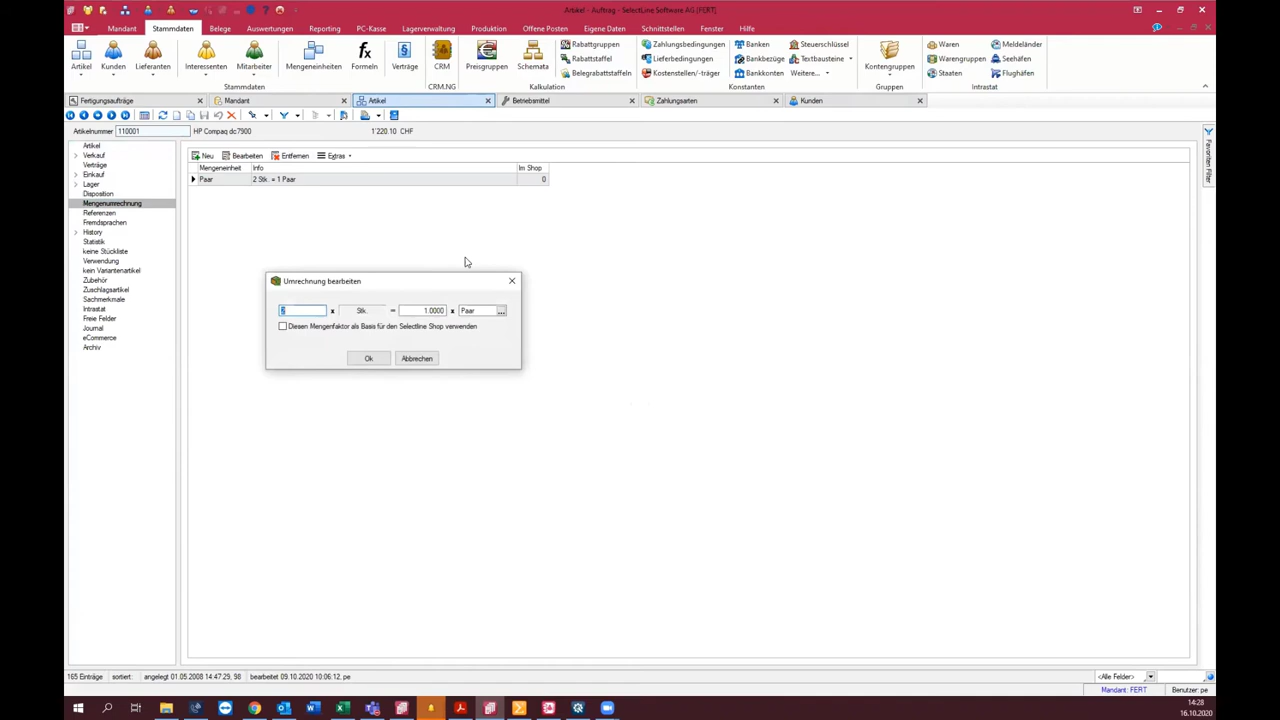 Artikel - Auftrag - SelectLine Software AG [FERT]
Mandant Stammdaten Belege Auswertungen Reporting PC-Kasse Lagerverwaltung Produktion Offene Posten Eigene Daten Schnittstellen Fenster Hilfe
Artikel Kunden Lieferanten Interessenten Mitarbeiter Mengeneinheiten Formeln Verträge CRM Preisgruppen Schemata
Rabattgruppen Zahlungsbedingungen Banken Steuerschlüssel Kontengruppen Waren Meldeländer
Rabattstaffel Lieferbedingungen Bankbezüge Textbausteine Warengruppen Seehäfen
Belegrabattstaffeln Kostenstellen/-träger Bankkonten Weitere... Staaten Flughäfen
Stammdaten CRM.NG Kalkulation Konstanten Gruppen Intrastat
Fertigungsaufträge Mandant Artikel Betriebsmittel Zahlungsarten Kunden
Artikelnummer 110001 HP Compaq dc7900 1'220.10 CHF
Favoriten Filter
Artikel
Verkauf
Verträge
Einkauf
Lager
Disposition
Mengenumrechnung
Referenzen
Fremdsprachen
History
Statistik
keine Stückliste
Verwendung
kein Variantenartikel
Zubehör
Zuschlagsartikel
Sachmerkmale
Intrastat
Freie Felder
Journal
eCommerce
Archiv
Neu Bearbeiten Entfernen Extras
Mengeneinheit Info Im Shop
Paar 2 Stk. = 1 Paar 0
Umrechnung bearbeiten
2 x Stk. = 1.0000 x Paar ...
Diesen Mengenfaktor als Basis für den Selectline Shop verwenden
Ok Abbrechen
165 Einträge sortiert: angelegt 01.05.2008 14:47:29, 98 bearbeitet 09.10.2020 10:06:12, pe <Alle Felder>
Mandant: FERT Benutzer: pe
14:28
16.10.2020